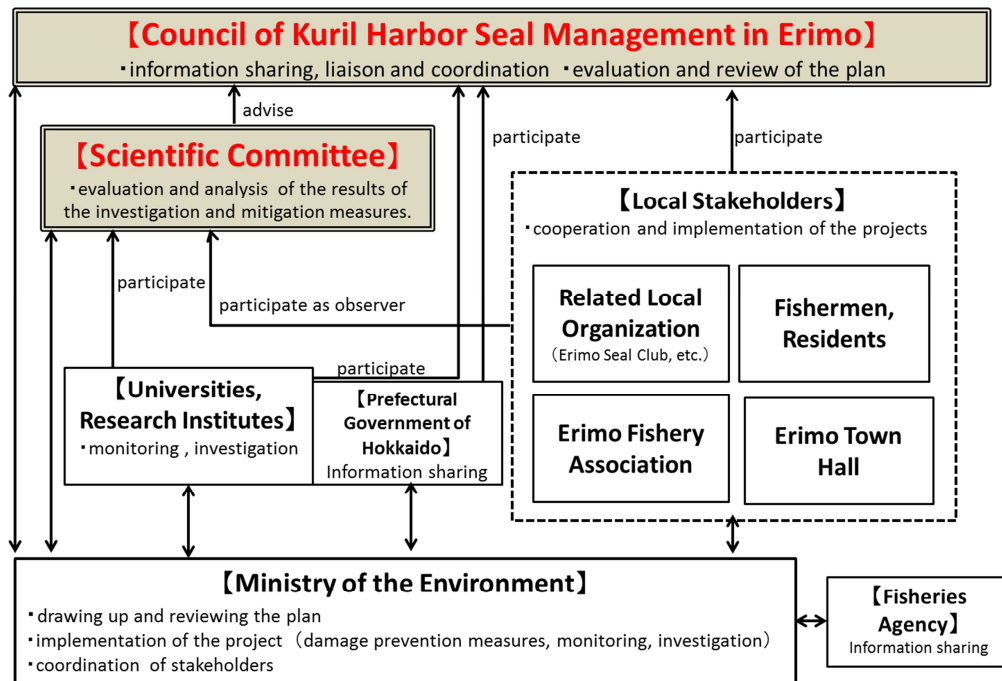 【Council of Kuril Harbor Seal Management in Erimo】
・information sharing, liaison and coordination ・evaluation and review of the plan
advise
participate
participate
【Scientific Committee】
・evaluation and analysis of the results of
the investigation and mitigation measures.
【Local Stakeholders】
・cooperation and implementation of the projects
participate
participate as observer
Related Local
Organization
（Erimo Seal Club, etc.）
Fishermen,
Residents
participate
【Universities,
Research Institutes】
・monitoring , investigation
【Prefectural
Government of
Hokkaido】
Information sharing
Erimo Fishery
Association
Erimo Town
Hall
【Ministry of the Environment】
・drawing up and reviewing the plan
・implementation of the project（damage prevention measures, monitoring, investigation）
・coordination of stakeholders
【Fisheries
Agency】
Information sharing